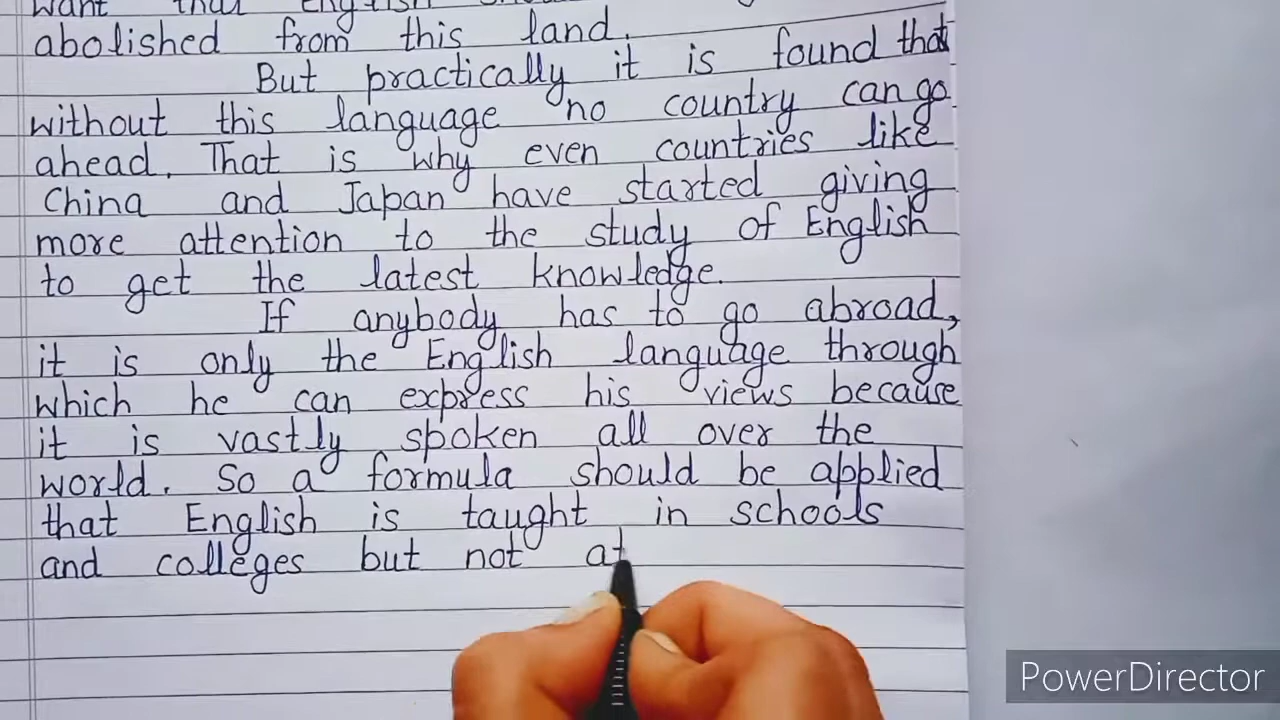 want that English
abolished from this land.
But practically it is found that
without this language no country can go
ahead. That is why even countries like
China and Japan have started giving
more attention to the study of English
to get the latest knowledge.
If anybody has to go abroad,
it is only the English language through
which he can express his views because
it is vastly spoken all over the
world. So a formula should be applied
that English is taught in schools
and colleges but not at
PowerDirector